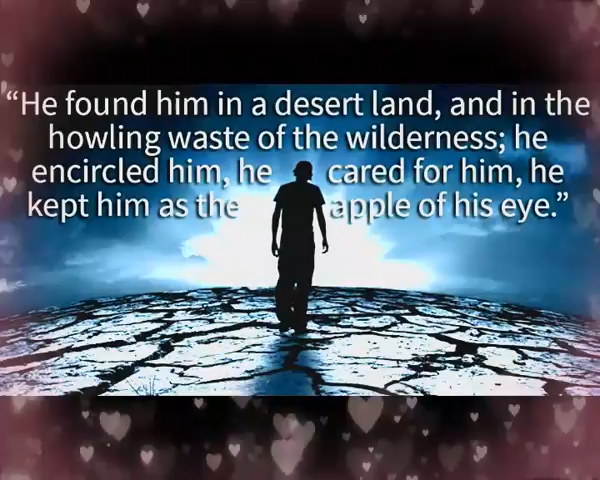 “He found him in a desert land, and in the
howling waste of the wilderness; he
encircled him, he cared for him, he
kept him as the apple of his eye.”